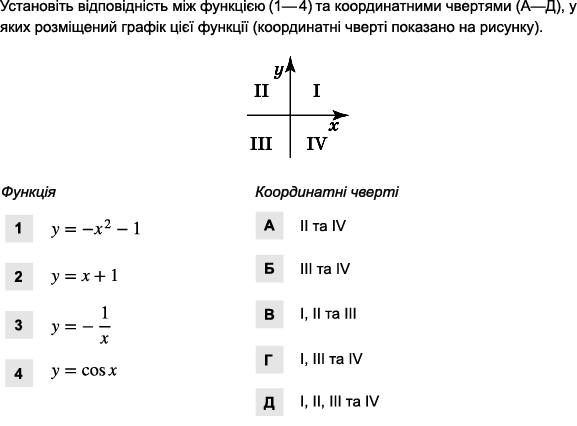 Установіть відповідність між функцією (1—4) та координатними чвертями (А—Д), у
яких розміщений графік цієї функції (координатні чверті показано на рисунку).
y
II I
x
III IV
Функція Координатні чверті
1 y = −x² − 1 А II та IV
2 y = x + 1 Б III та IV
3 y = − 1/x В I, II та III
4 y = cos x Г I, III та IV
Д I, II, III та IV